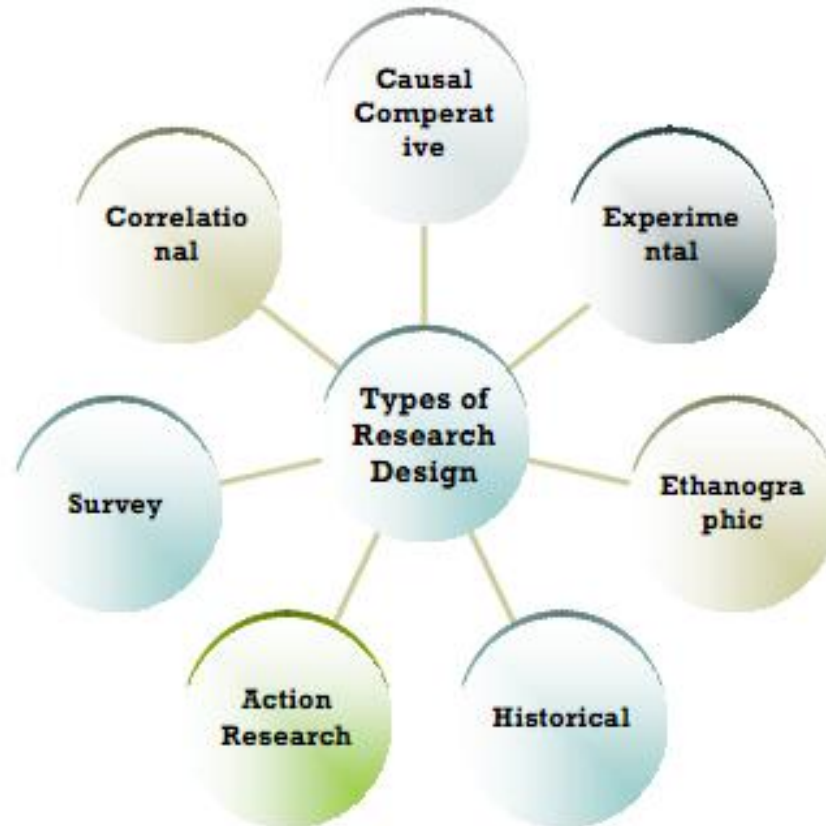 Causal
Comperat
ive
Correlatio
nal
Experime
ntal
Types of
Research
Design
Ethanogra
phic
Survey
Action
Research
Historical